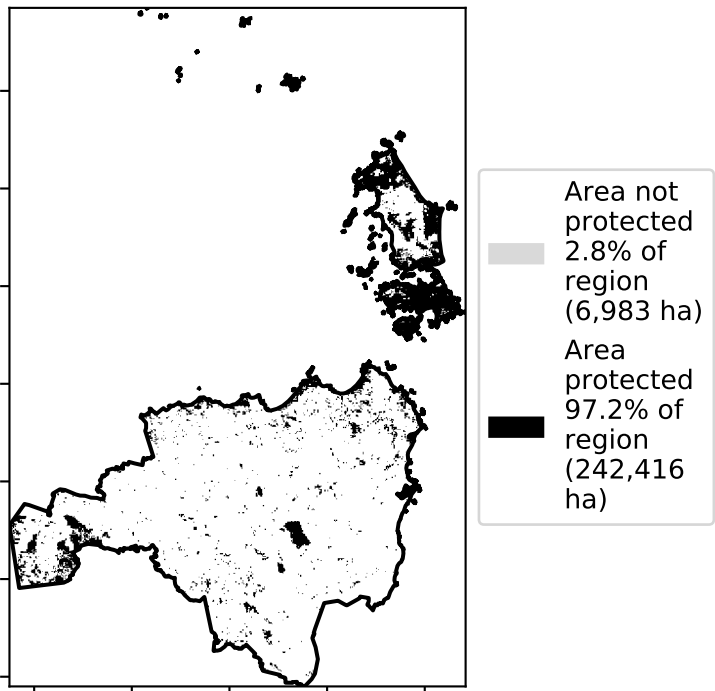 Area not
protected
2.8% of
region
(6,983 ha)
Area
protected
97.2% of
region
(242,416
ha)